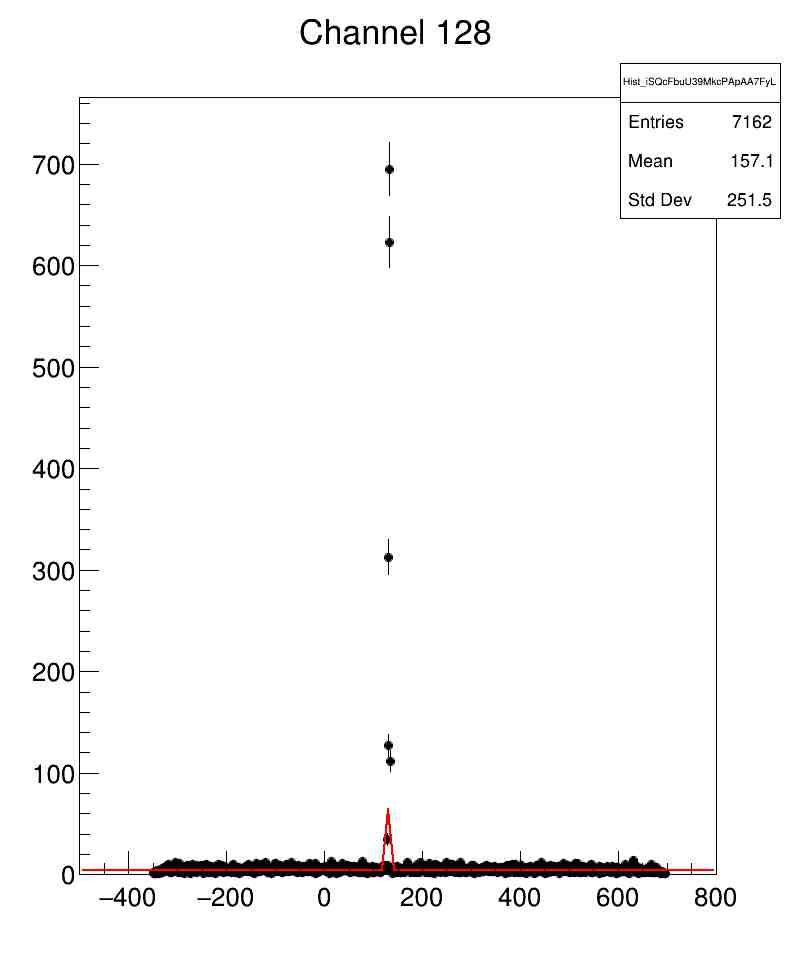 Channel 128
Hist_iSQcFbuU39MkcPApAA7FyL
Entries 7162
Mean 157.1
Std Dev 251.5
700
600
500
400
300
200
100
0
−400 −200 0 200 400 600 800